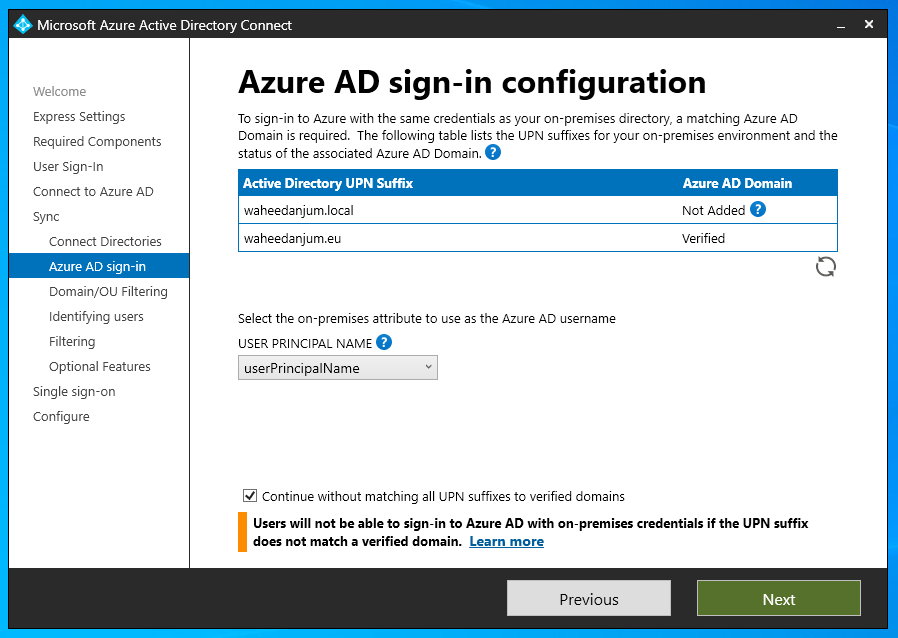 Microsoft Azure Active Directory Connect
Welcome
Express Settings
Required Components
User Sign-In
Connect to Azure AD
Sync
Connect Directories
Azure AD sign-in
Domain/OU Filtering
Identifying users
Filtering
Optional Features
Single sign-on
Configure
Azure AD sign-in configuration
To sign-in to Azure with the same credentials as your on-premises directory, a matching Azure AD
Domain is required. The following table lists the UPN suffixes for your on-premises environment and the
status of the associated Azure AD Domain. ?
Active Directory UPN Suffix Azure AD Domain
waheedanjum.local Not Added ?
waheedanjum.eu Verified
Select the on-premises attribute to use as the Azure AD username
USER PRINCIPAL NAME ?
userPrincipalName
Continue without matching all UPN suffixes to verified domains
Users will not be able to sign-in to Azure AD with on-premises credentials if the UPN suffix
does not match a verified domain. Learn more
Previous
Next